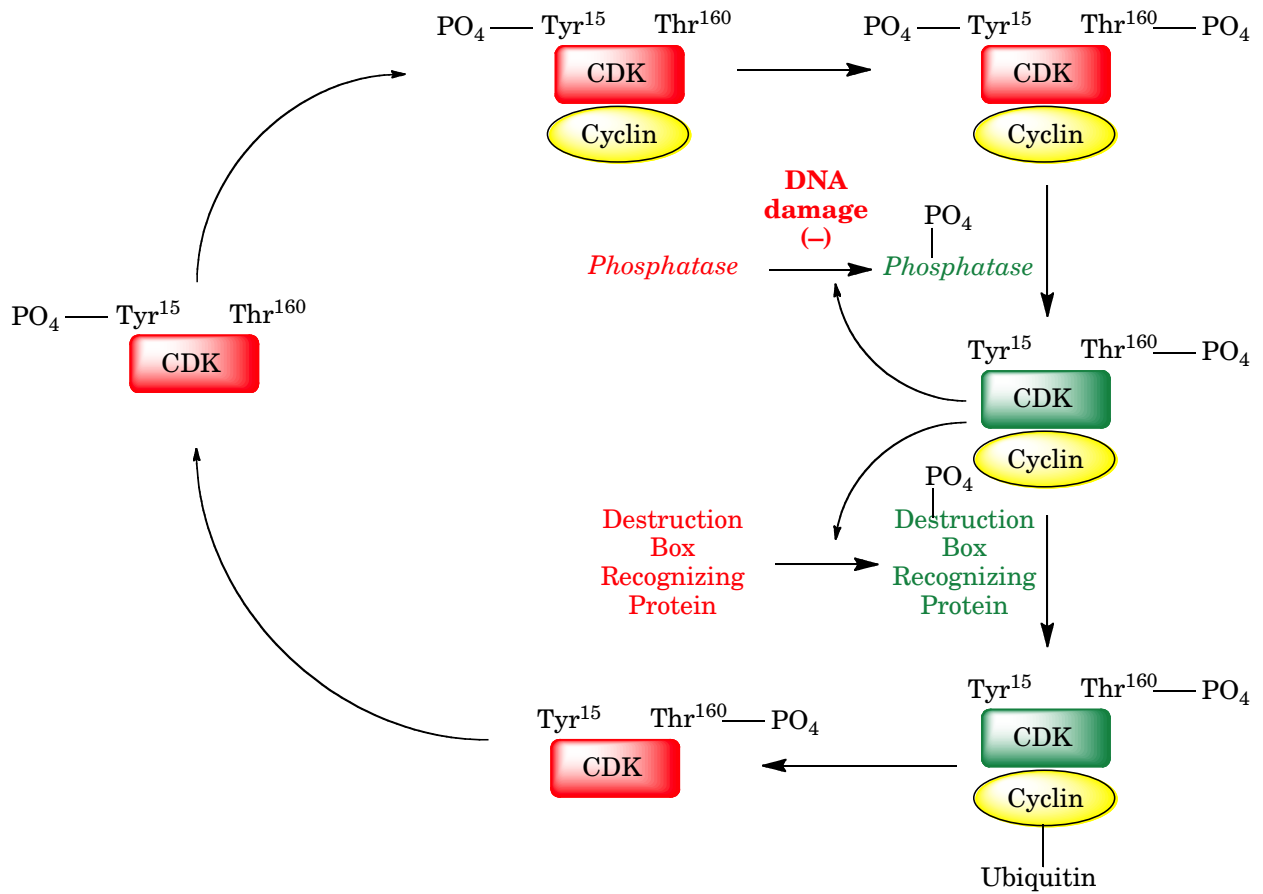 PO₄ — Tyr¹⁵ Thr¹⁶⁰
CDK
Cyclin
PO₄ — Tyr¹⁵ Thr¹⁶⁰ — PO₄
CDK
Cyclin
DNA
damage
(–)
Phosphatase
PO₄
Phosphatase
PO₄ — Tyr¹⁵ Thr¹⁶⁰
CDK
Tyr¹⁵ Thr¹⁶⁰ — PO₄
CDK
Cyclin
Destruction
Box
Recognizing
Protein
PO₄
Destruction
Box
Recognizing
Protein
Tyr¹⁵ Thr¹⁶⁰ — PO₄
CDK
Cyclin
Ubiquitin
Tyr¹⁵ Thr¹⁶⁰ — PO₄
CDK